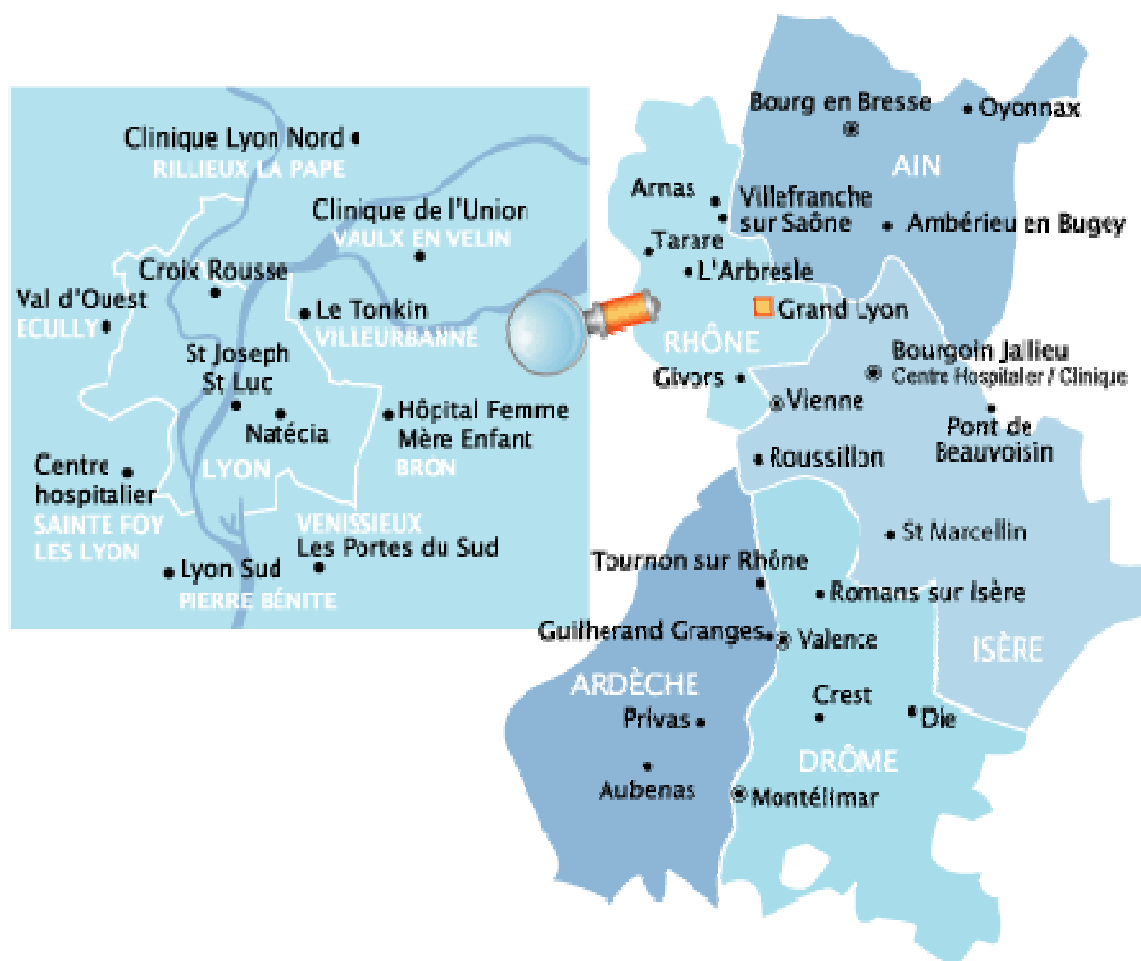 Clinique Lyon Nord
RILLIEUX LA PAPE
Clinique de l'Union
VAULX EN VELIN
Croix Rousse
Val d'Ouest
ECULLY
Le Tonkin
VILLEURBANNE
St Joseph
St Luc
Natécia
Hôpital Femme
Mère Enfant
BRON
LYON
Centre
hospitalier
SAINTE FOY
LES LYON
VENISSIEUX
Les Portes du Sud
Lyon Sud
PIERRE BÉNITE
Bourg en Bresse
Oyonnax
AIN
Arnas
Villefranche
sur Saône
Ambérieu en Bugey
Tarare
L'Arbresle
Grand Lyon
RHÔNE
Bourgoin Jallieu
Centre Hospitalier / Clinique
Givors
Vienne
Pont de
Beauvoisin
Roussillon
St Marcellin
Tournon sur Rhône
Romans sur Isère
Guilherand Granges
Valence
ISÈRE
ARDÈCHE
Crest
Privas
Die
DRÔME
Aubenas
Montélimar